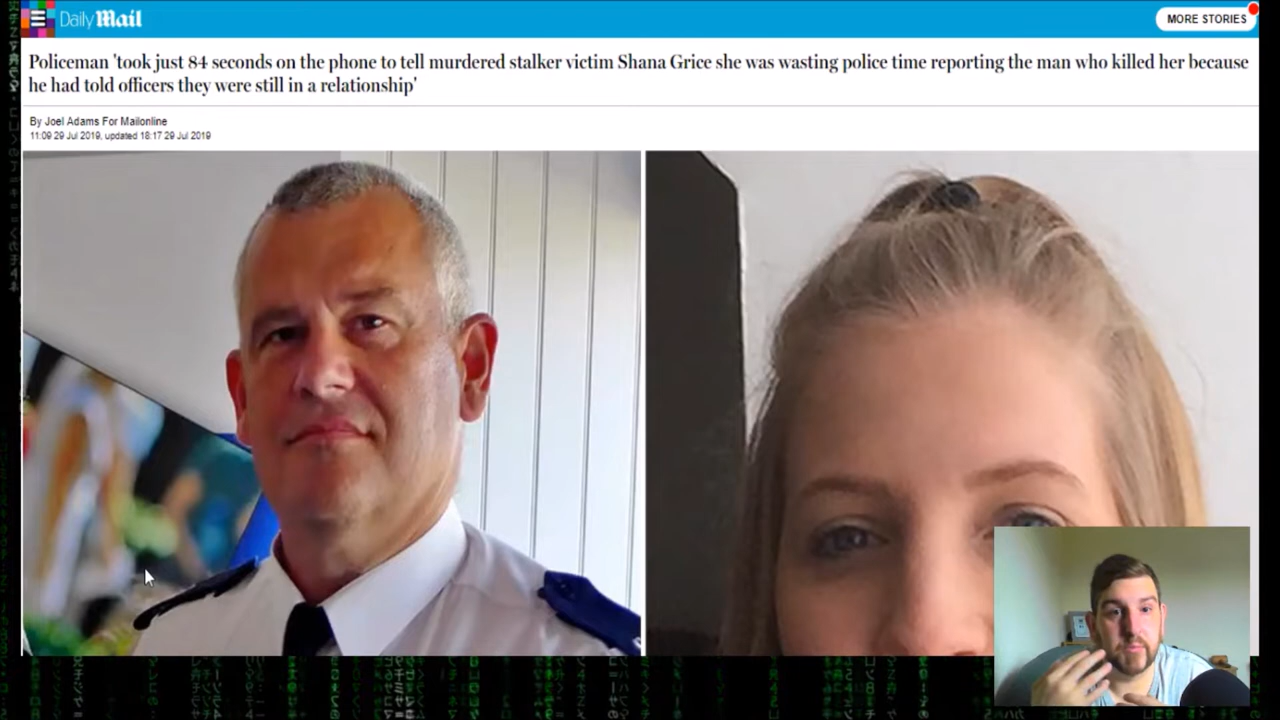 Daily Mail
MORE STORIES
Policeman 'took just 84 seconds on the phone to tell murdered stalker victim Shana Grice she was wasting police time reporting the man who killed her because
he had told officers they were still in a relationship'
By Joel Adams For Mailonline
11:09 29 Jul 2019, updated 18:17 29 Jul 2019